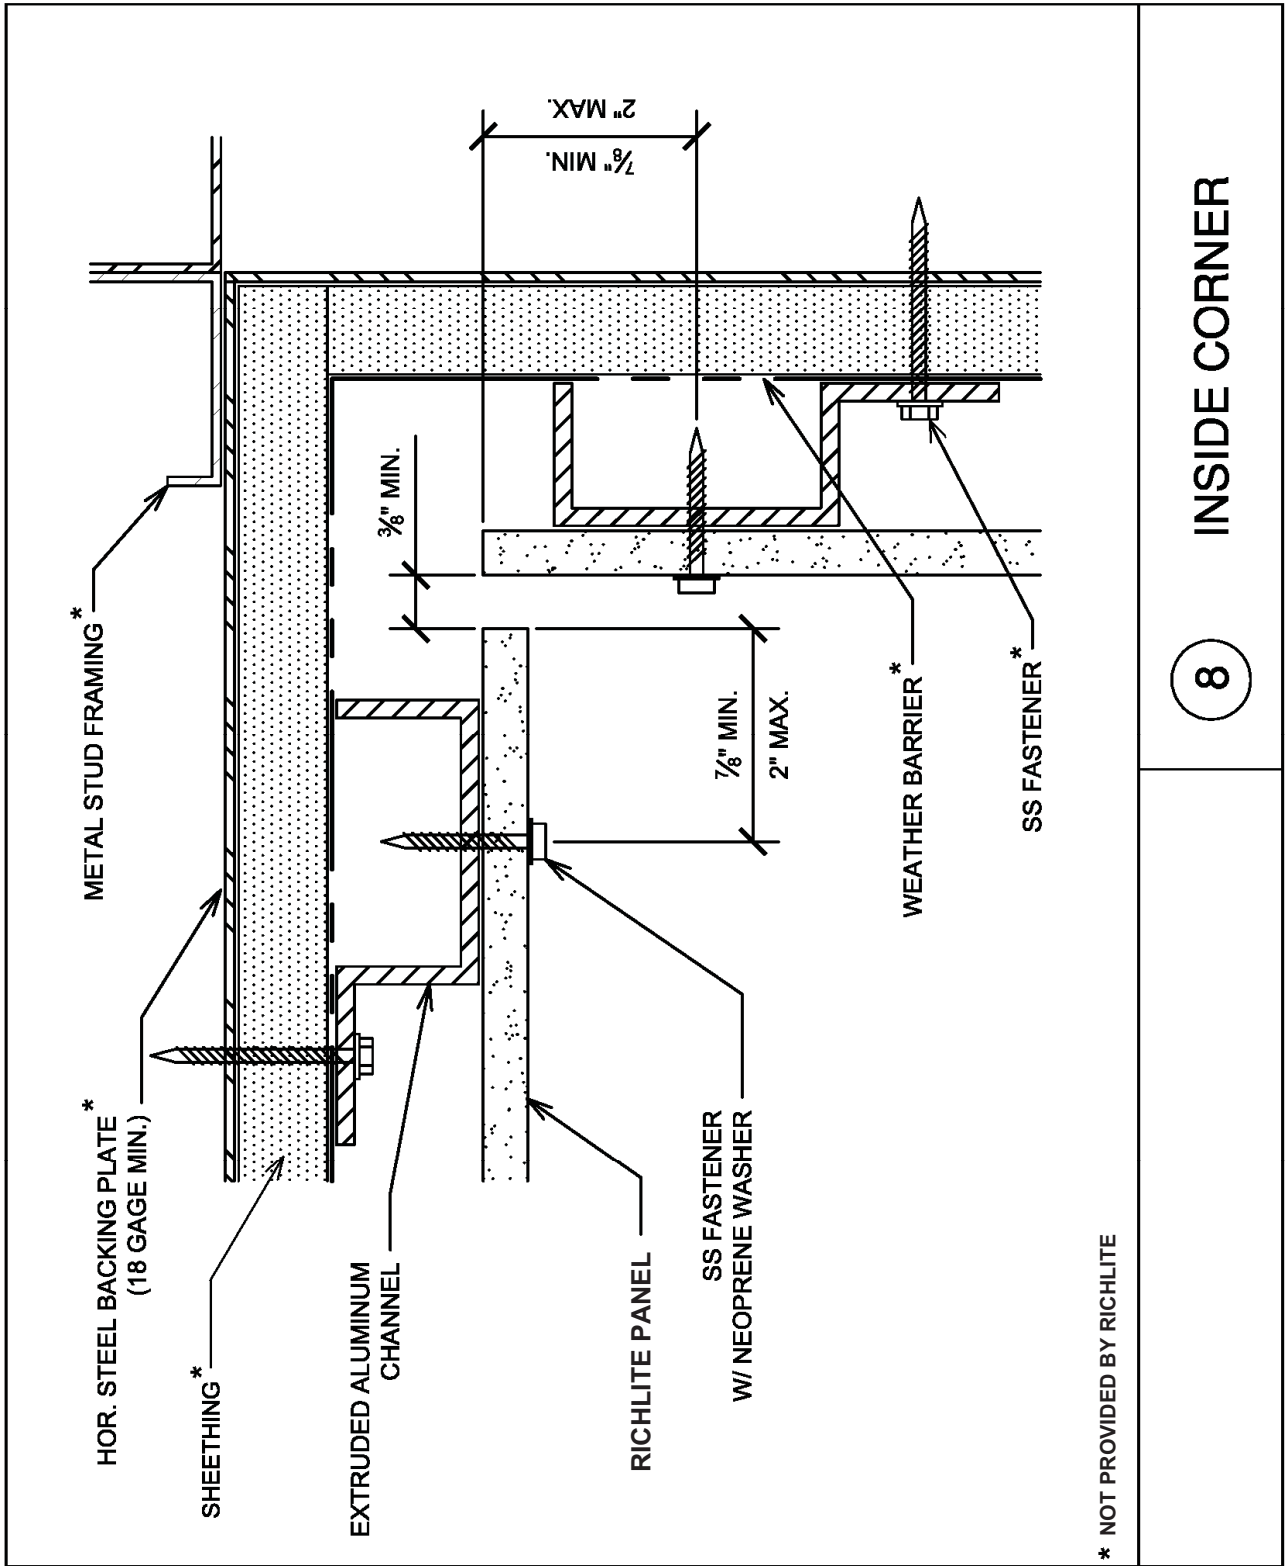 METAL STUD FRAMING *
HOR. STEEL BACKING PLATE *
(18 GAGE MIN.)
SHEETHING *
EXTRUDED ALUMINUM
CHANNEL
RICHLITE PANEL
SS FASTENER
W/ NEOPRENE WASHER
⅜" MIN.
⅞" MIN.
2" MAX.
2" MAX.
⅞" MIN.
WEATHER BARRIER *
SS FASTENER *
* NOT PROVIDED BY RICHLITE
8 INSIDE CORNER